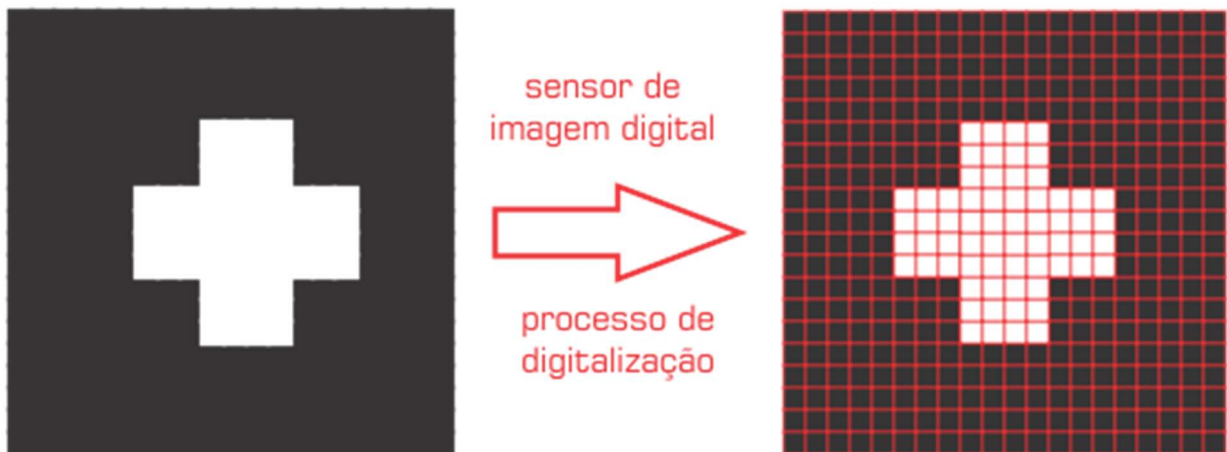 sensor de
imagem digital
processo de
digitalização